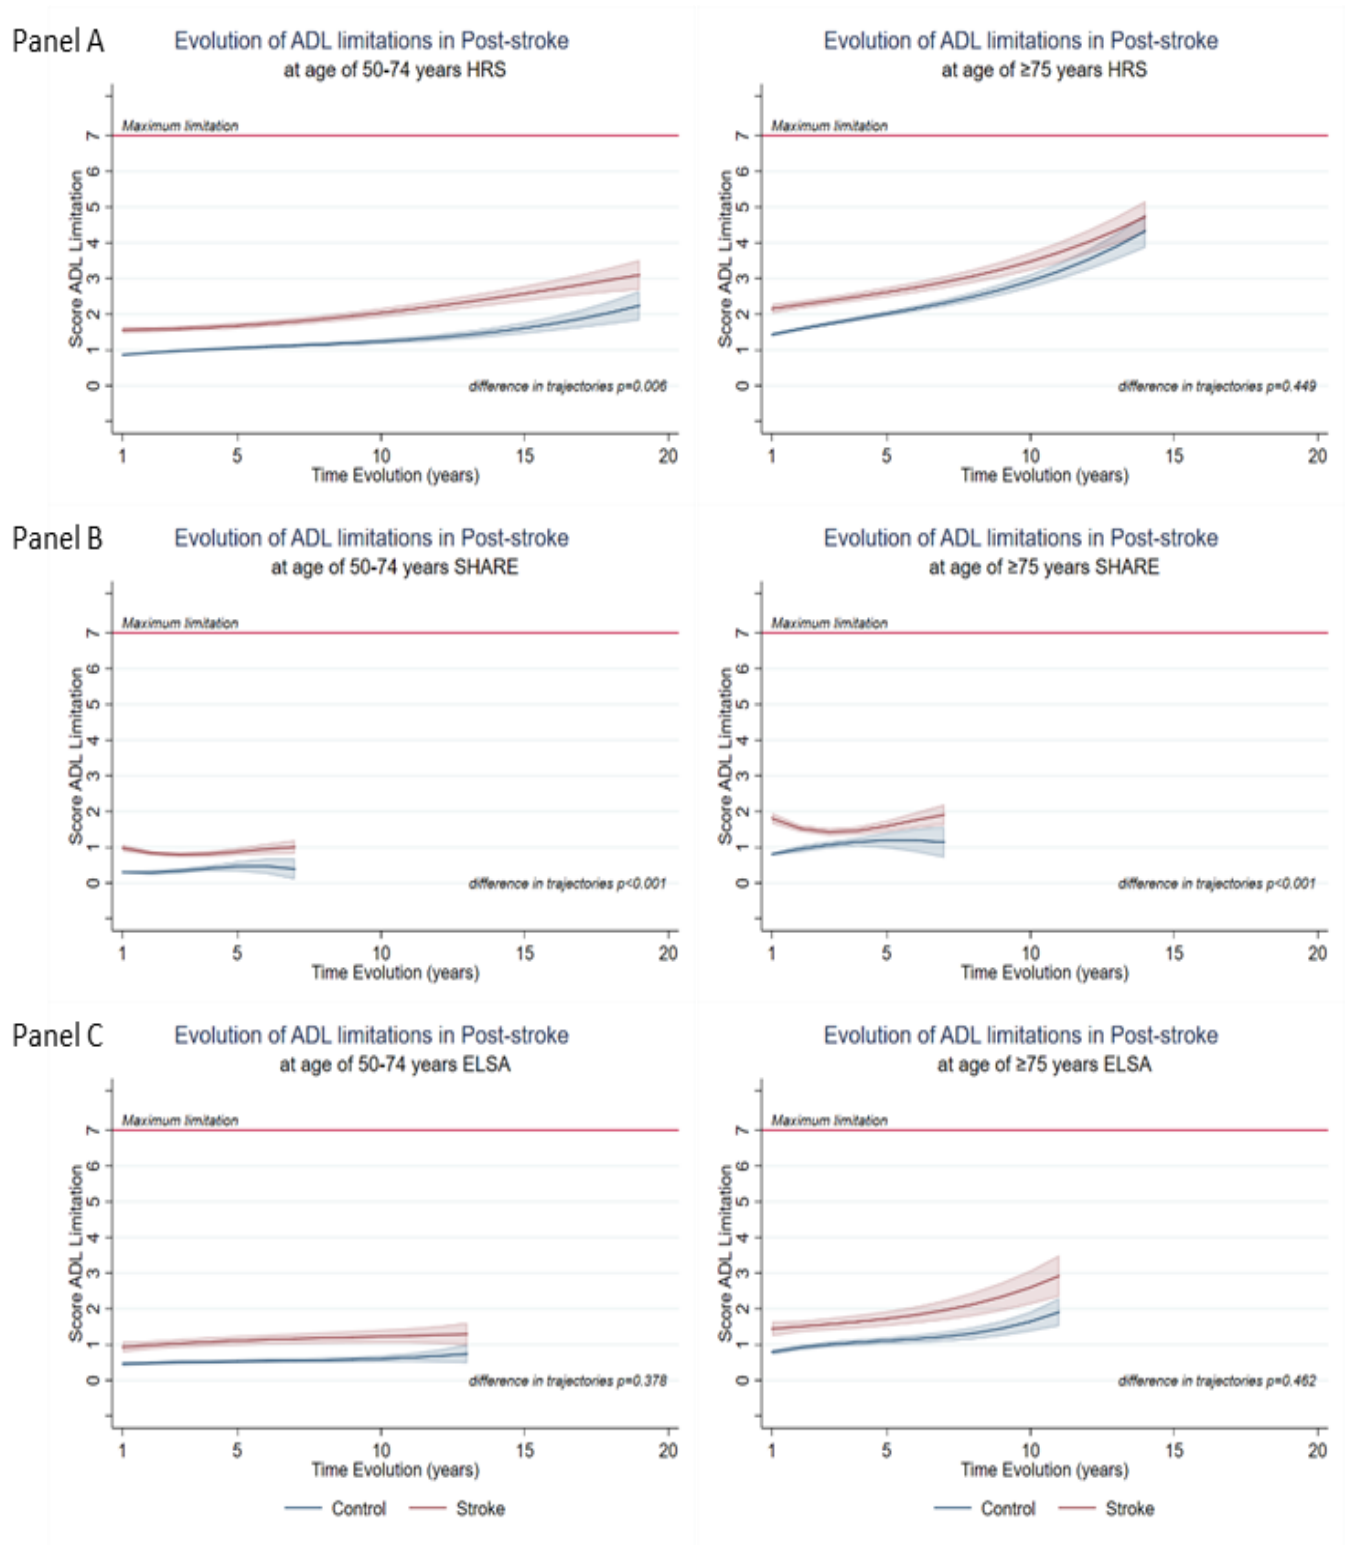 Panel A
Evolution of ADL limitations in Post-stroke
at age of 50-74 years HRS
Maximum limitation
Score ADL Limitation
7
6
5
4
3
2
1
0
difference in trajectories p=0.006
1 5 10 15 20
Time Evolution (years)
Evolution of ADL limitations in Post-stroke
at age of ≥75 years HRS
Maximum limitation
Score ADL Limitation
7
6
5
4
3
2
1
0
difference in trajectories p=0.449
1 5 10 15 20
Time Evolution (years)
Panel B
Evolution of ADL limitations in Post-stroke
at age of 50-74 years SHARE
Maximum limitation
Score ADL Limitation
7
6
5
4
3
2
1
0
difference in trajectories p<0.001
1 5 10 15 20
Time Evolution (years)
Evolution of ADL limitations in Post-stroke
at age of ≥75 years SHARE
Maximum limitation
Score ADL Limitation
7
6
5
4
3
2
1
0
difference in trajectories p<0.001
1 5 10 15 20
Time Evolution (years)
Panel C
Evolution of ADL limitations in Post-stroke
at age of 50-74 years ELSA
Maximum limitation
Score ADL Limitation
7
6
5
4
3
2
1
0
difference in trajectories p=0.378
1 5 10 15 20
Time Evolution (years)
Control Stroke
Evolution of ADL limitations in Post-stroke
at age of ≥75 years ELSA
Maximum limitation
Score ADL Limitation
7
6
5
4
3
2
1
0
difference in trajectories p=0.462
1 5 10 15 20
Time Evolution (years)
Control Stroke